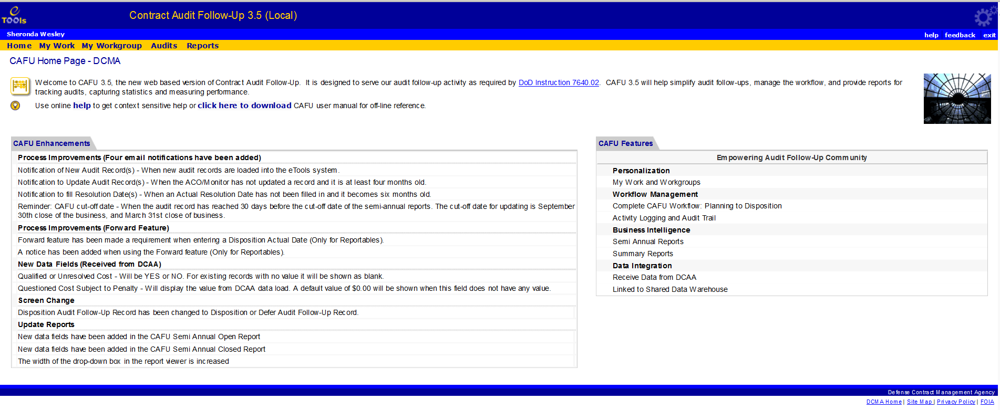 e
TOOls
Contract Audit Follow-Up 3.5 (Local)
Sheronda Wesley
help feedback exit
Home My Work My Workgroup Audits Reports
CAFU Home Page - DCMA
Welcome to CAFU 3.5, the new web based version of Contract Audit Follow-Up. It is designed to serve our audit follow-up activity as required by DoD Instruction 7640.02. CAFU 3.5 will help simplify audit follow-ups, manage the workflow, and provide reports for
tracking audits, capturing statistics and measuring performance.
Use online help to get context sensitive help or click here to download CAFU user manual for off-line reference.
CAFU Enhancements
Process Improvements (Four email notifications have been added)
Notification of New Audit Record(s) - When new audit records are loaded into the eTools system.
Notification to Update Audit Record(s) - When the ACO/Monitor has not updated a record and it is at least four months old.
Notification to fill Resolution Date(s) - When an Actual Resolution Date has not been filled in and it becomes six months old.
Reminder: CAFU cut-off date - When the audit record has reached 30 days before the cut-off date of the semi-annual reports. The cut-off date for updating is September
30th close of the business, and March 31st close of business.
Process Improvements (Forward Feature)
Forward feature has been made a requirement when entering a Disposition Actual Date (Only for Reportables).
A notice has been added when using the Forward feature (Only for Reportables).
New Data Fields (Received from DCAA)
Qualified or Unresolved Cost - Will be YES or NO. For existing records with no value it will be shown as blank.
Questioned Cost Subject to Penalty - Will display the value from DCAA data load. A default value of $0.00 will be shown when this field does not have any value.
Screen Change
Disposition Audit Follow-Up Record has been changed to Disposition or Defer Audit Follow-Up Record.
Update Reports
New data fields have been added in the CAFU Semi Annual Open Report
New data fields have been added in the CAFU Semi Annual Closed Report
The width of the drop-down box in the report viewer is increased
CAFU Features
Empowering Audit Follow-Up Community
Personalization
My Work and Workgroups
Workflow Management
Complete CAFU Workflow: Planning to Disposition
Activity Logging and Audit Trail
Business Intelligence
Semi Annual Reports
Summary Reports
Data Integration
Receive Data from DCAA
Linked to Shared Data Warehouse
Defense Contract Management Agency
DCMA Home | Site Map | Privacy Policy | FOIA